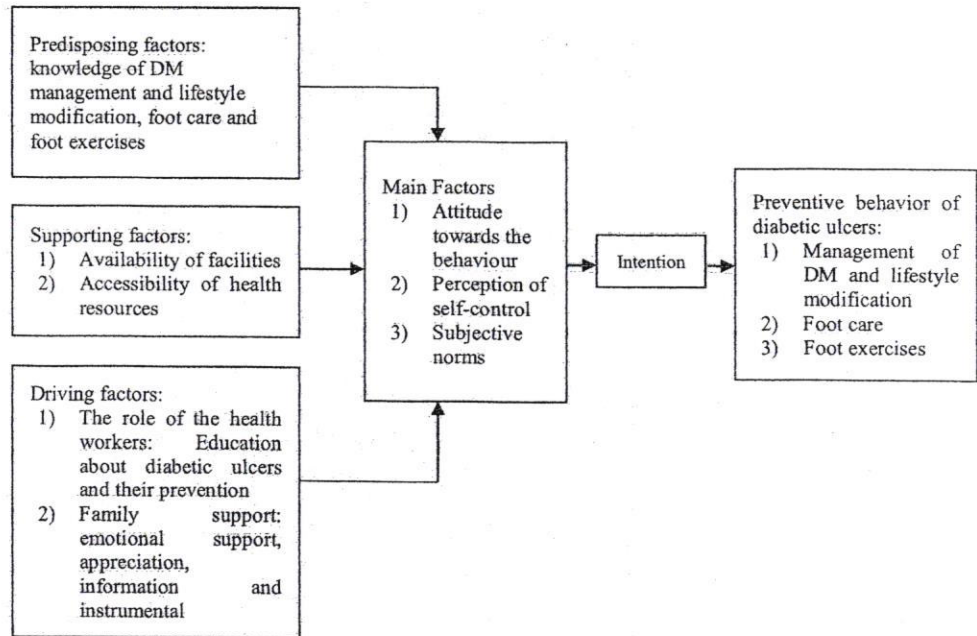 Predisposing factors:
knowledge of DM
management and lifestyle
modification, foot care and
foot exercises
Supporting factors:
1) Availability of facilities
2) Accessibility of health
resources
Driving factors:
1) The role of the health
workers: Education
about diabetic ulcers
and their prevention
2) Family support:
emotional support,
appreciation,
information and
instrumental
Main Factors
1) Attitude
towards the
behaviour
2) Perception of
self-control
3) Subjective
norms
Intention
Preventive behavior of
diabetic ulcers:
1) Management of
DM and lifestyle
modification
2) Foot care
3) Foot exercises